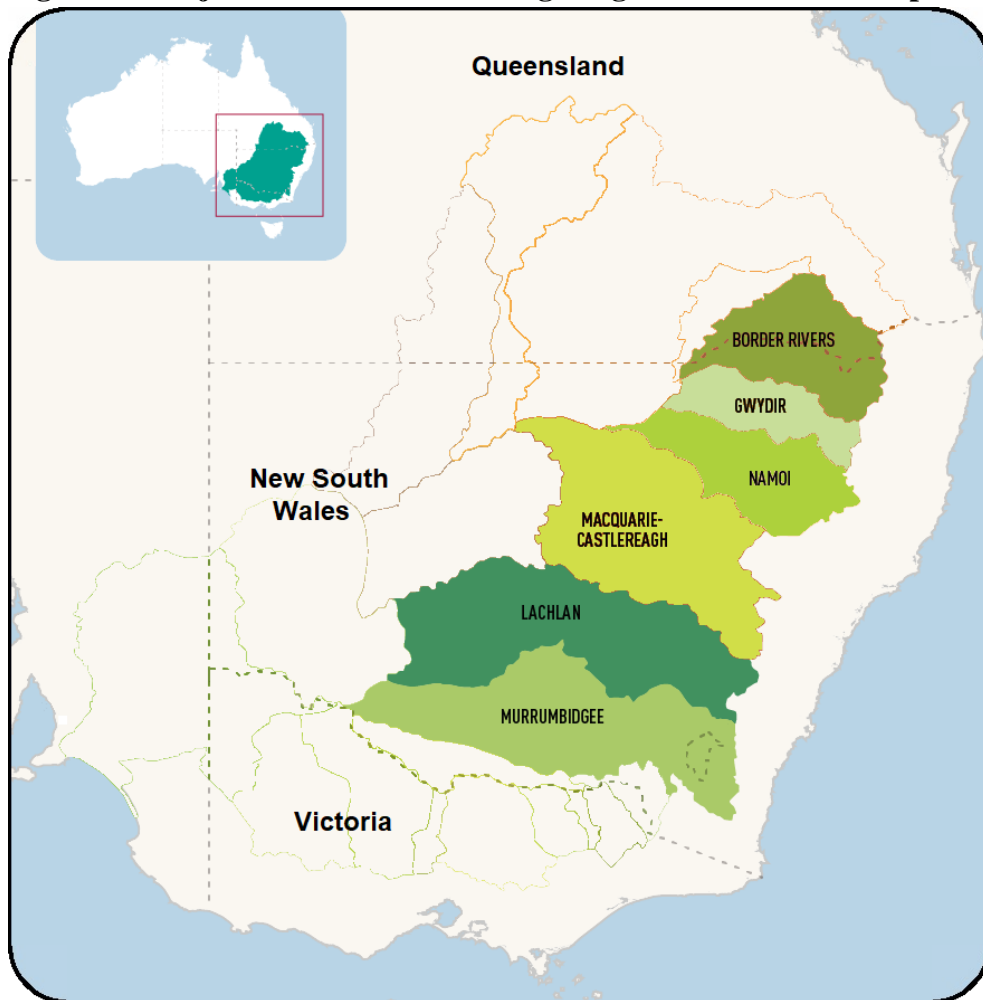 Queensland
BORDER RIVERS
GWYDIR
NAMOI
New South
Wales
MACQUARIE-
CASTLEREAGH
LACHLAN
MURRUMBIDGEE
Victoria